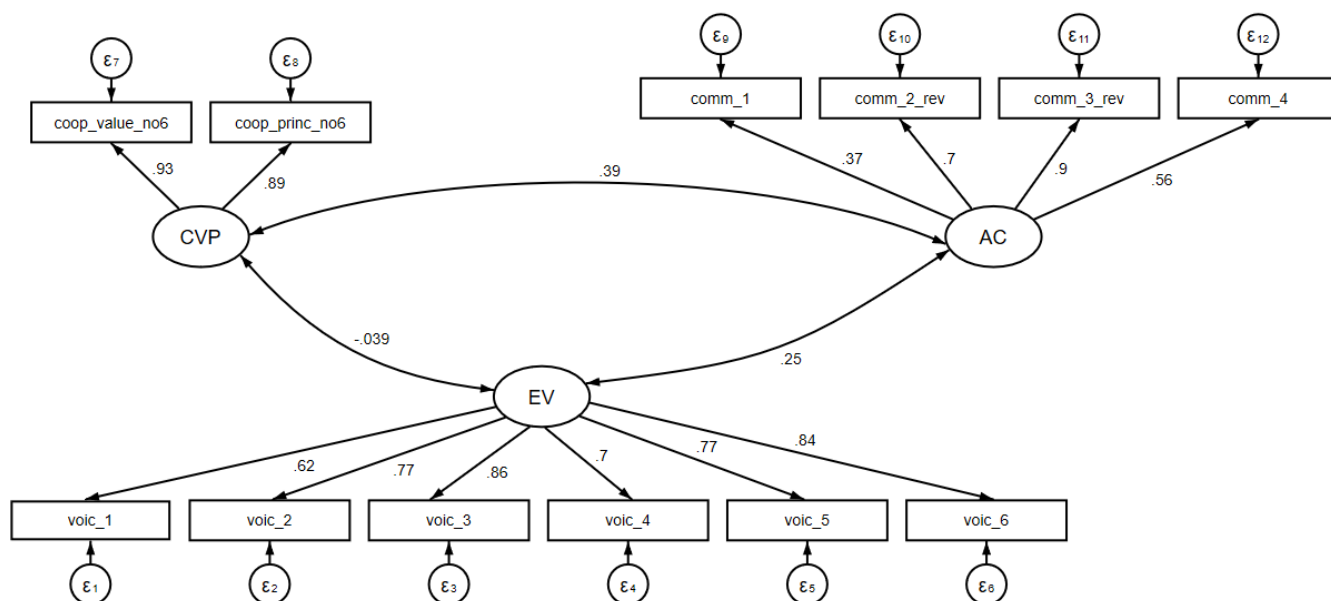 ε9 ε10 ε11 ε12
ε7 ε8
comm_1 comm_2_rev comm_3_rev comm_4
coop_value_no6 coop_princ_no6
.93 .89 .39 .37 .7 .9 .56
CVP AC
-.039 .25
EV
.62 .77 .86 .7 .77 .84
voic_1 voic_2 voic_3 voic_4 voic_5 voic_6
ε1 ε2 ε3 ε4 ε5 ε6